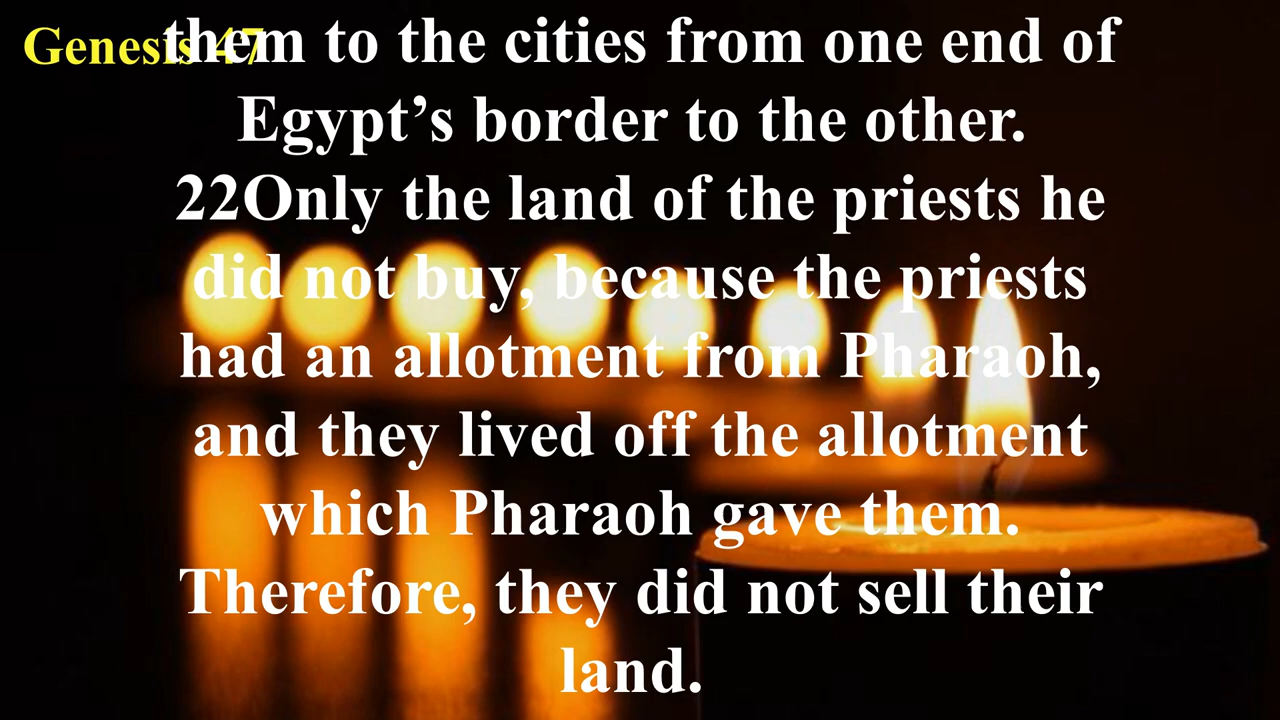 Genesis 47
them to the cities from one end of
Egypt’s border to the other.
22Only the land of the priests he
did not buy, because the priests
had an allotment from Pharaoh,
and they lived off the allotment
which Pharaoh gave them.
Therefore, they did not sell their
land.